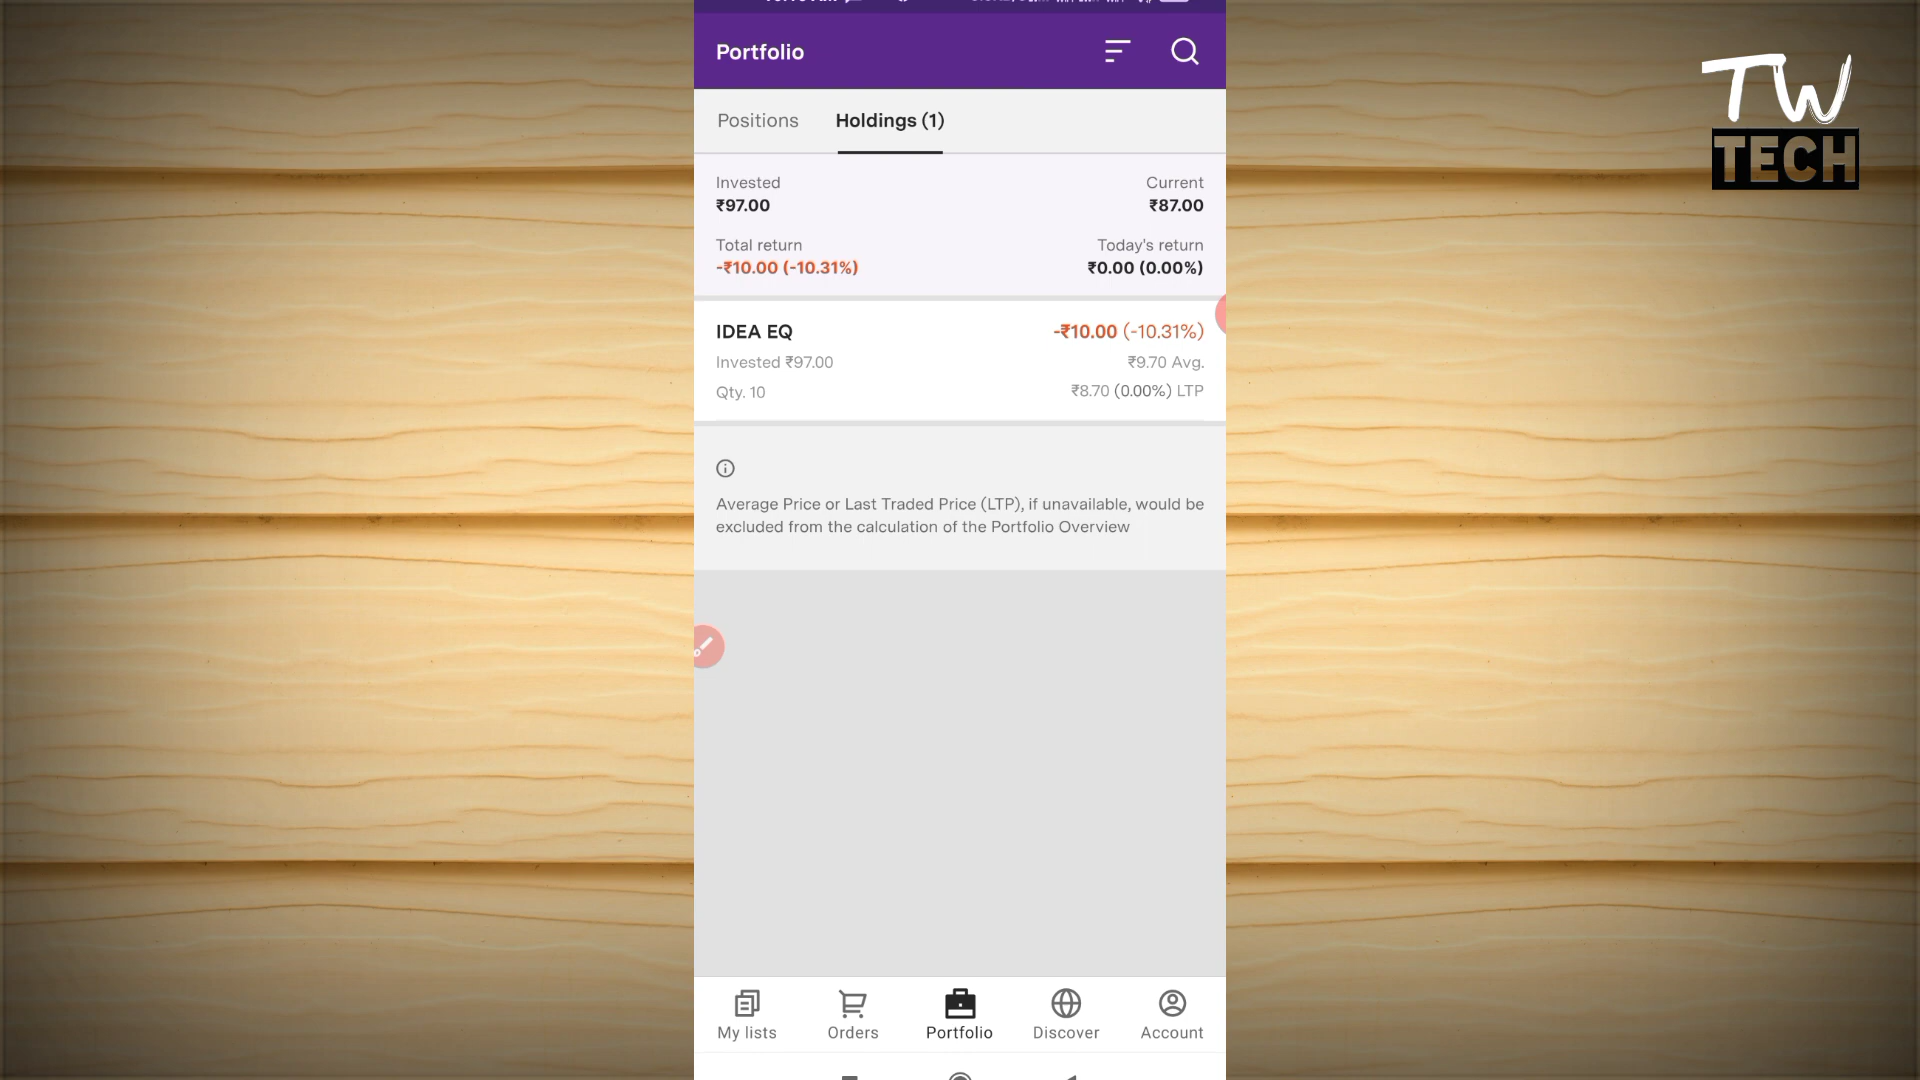 Portfolio
TW
TECH
Positions Holdings (1)
Invested Current
₹97.00 ₹87.00
Total return Today's return
-₹10.00 (-10.31%) ₹0.00 (0.00%)
IDEA EQ -₹10.00 (-10.31%)
Invested ₹97.00 ₹9.70 Avg.
Qty. 10 ₹8.70 (0.00%) LTP
Average Price or Last Traded Price (LTP), if unavailable, would be
excluded from the calculation of the Portfolio Overview
My lists Orders Portfolio Discover Account